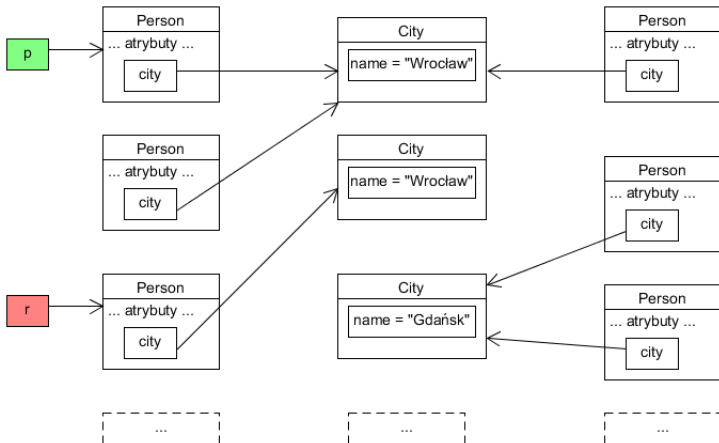 p
Person
... atrybuty ...
city
City
name = "Wrocław"
Person
... atrybuty ...
city
Person
... atrybuty ...
city
City
name = "Wrocław"
Person
... atrybuty ...
city
r
Person
... atrybuty ...
city
City
name = "Gdańsk"
Person
... atrybuty ...
city
...
...
...